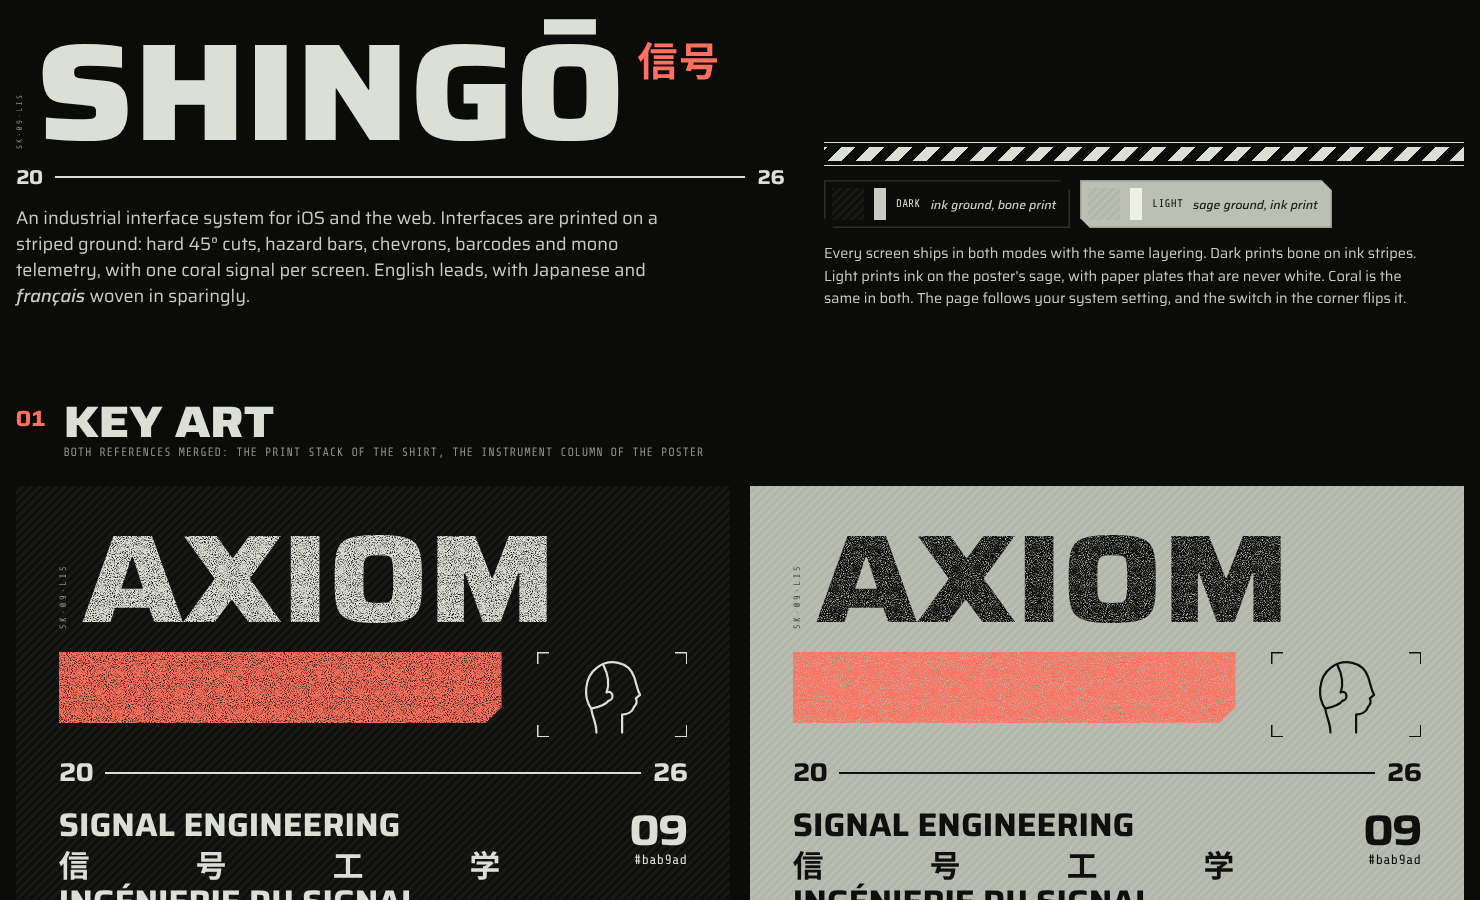 SHINGŌ 信号
SK-09-LIS
20 26
An industrial interface system for iOS and the web. Interfaces are printed on a
striped ground: hard 45° cuts, hazard bars, chevrons, barcodes and mono
telemetry, with one coral signal per screen. English leads, with Japanese and
français woven in sparingly.
DARK ink ground, bone print
LIGHT sage ground, ink print
Every screen ships in both modes with the same layering. Dark prints bone on ink stripes.
Light prints ink on the poster's sage, with paper plates that are never white. Coral is the
same in both. The page follows your system setting, and the switch in the corner flips it.
01 KEY ART
BOTH REFERENCES MERGED: THE PRINT STACK OF THE SHIRT, THE INSTRUMENT COLUMN OF THE POSTER
SK-09-LIS
AXIOM
20 26
SIGNAL ENGINEERING
09
信号工学
#bab9ad
INGÉNIERIE DU SIGNAL
SK-09-LIS
AXIOM
20 26
SIGNAL ENGINEERING
09
信号工学
#bab9ad
INGÉNIERIE DU SIGNAL